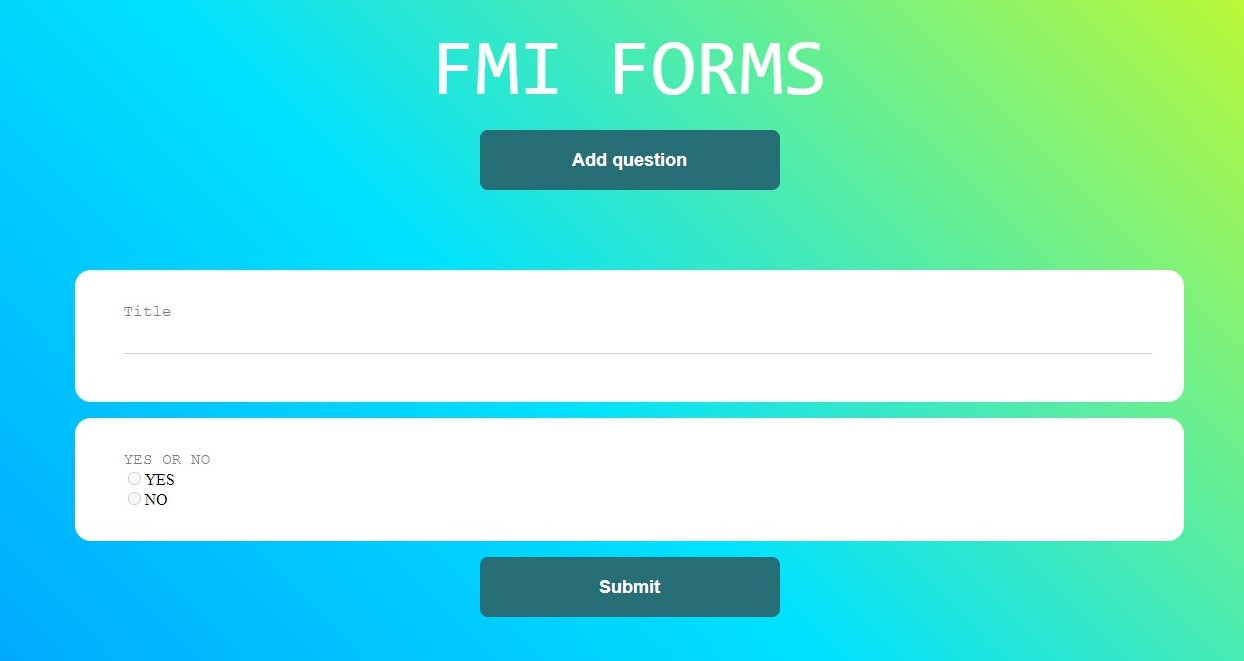 FMI FORMS
Add question
Title
YES OR NO
YES
NO
Submit